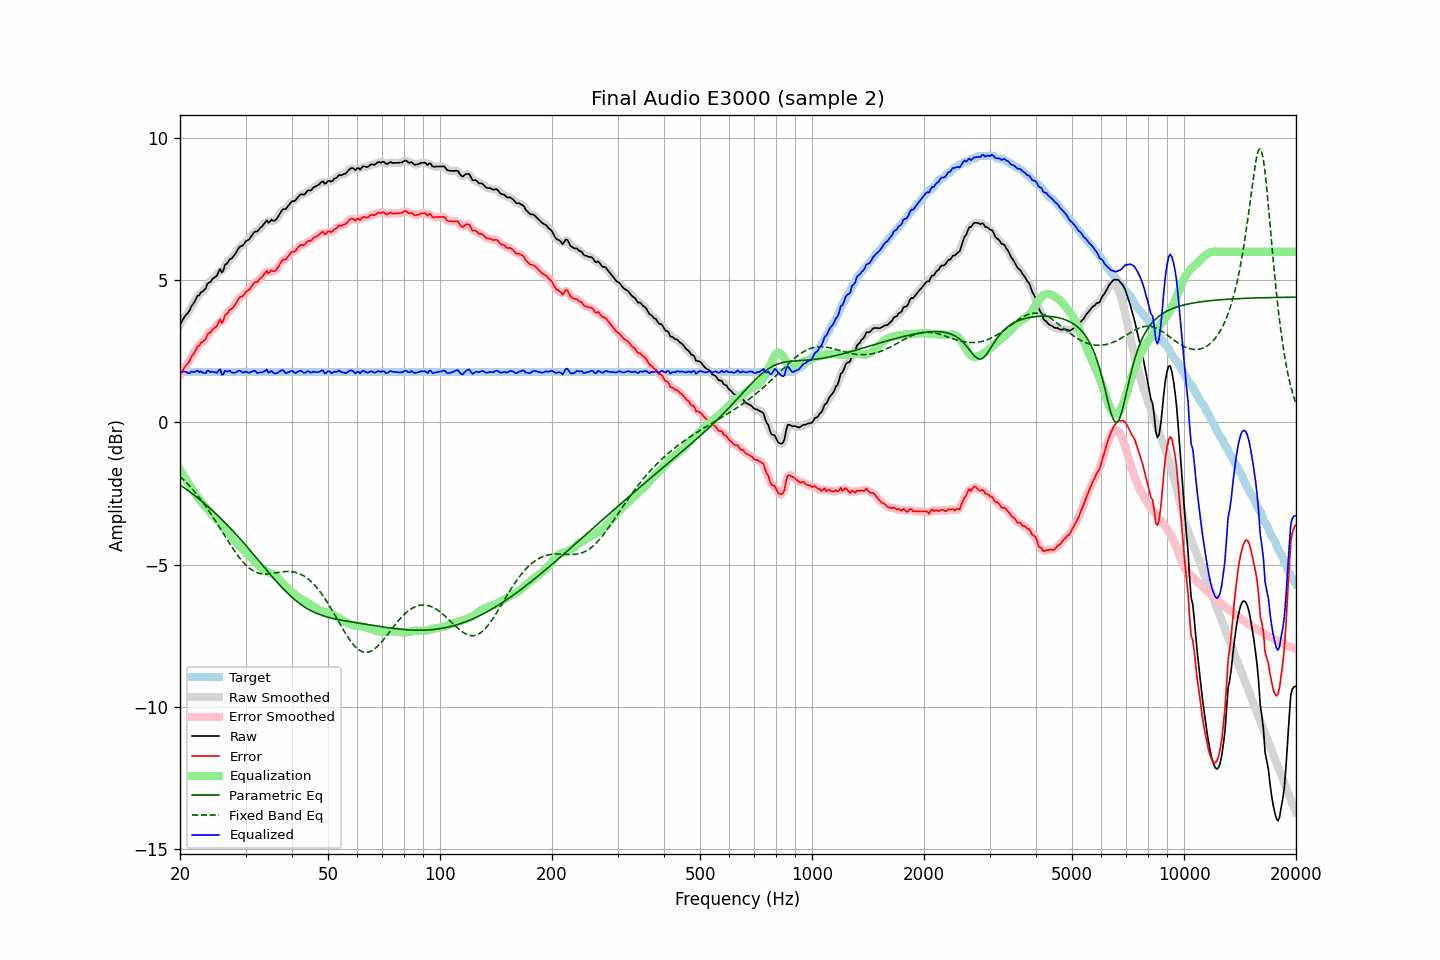 Final Audio E3000 (sample 2)
Amplitude (dBr)
10
5
0
−5
−10
−15
Target
Raw Smoothed
Error Smoothed
Raw
Error
Equalization
Parametric Eq
Fixed Band Eq
Equalized
20 50 100 200 500 1000 2000 5000 10000 20000
Frequency (Hz)